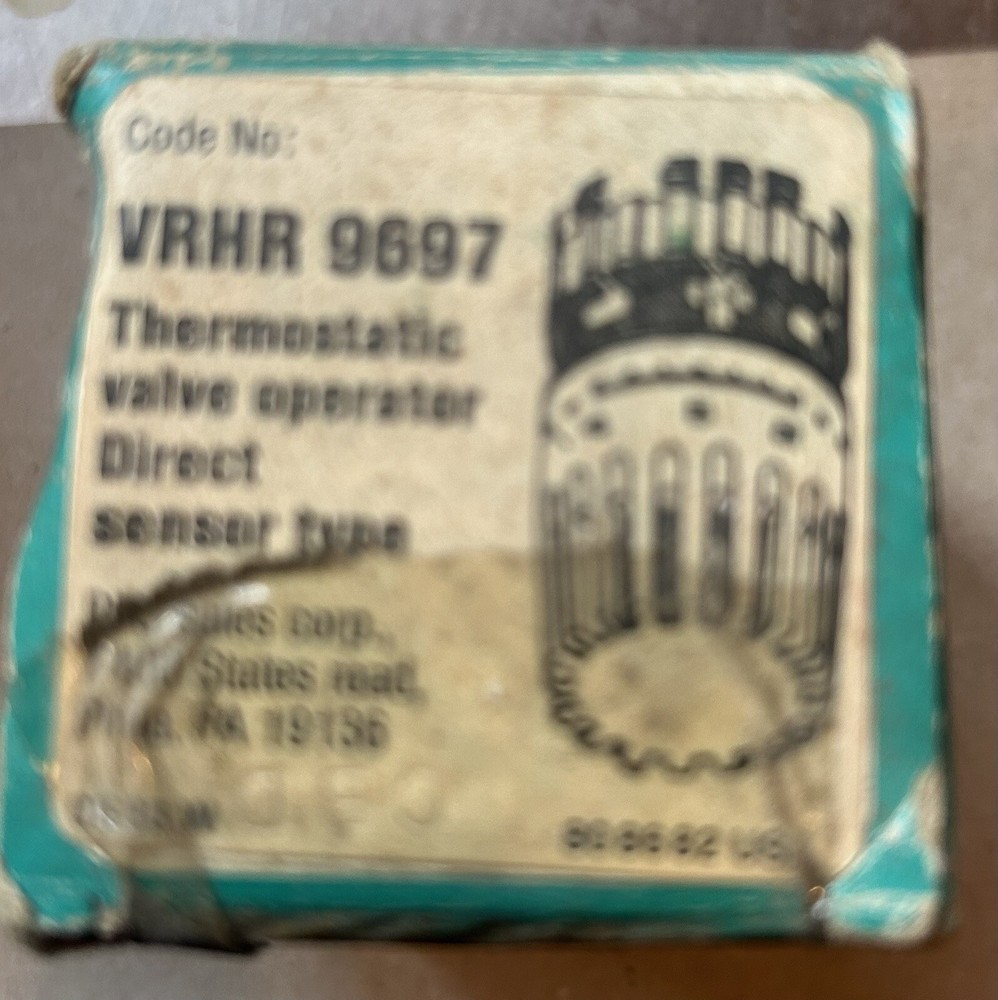 Code No:
VRHR 9697
Thermostatic
valve operator
Direct
sensor type
corp.,
States road,
PA 19136